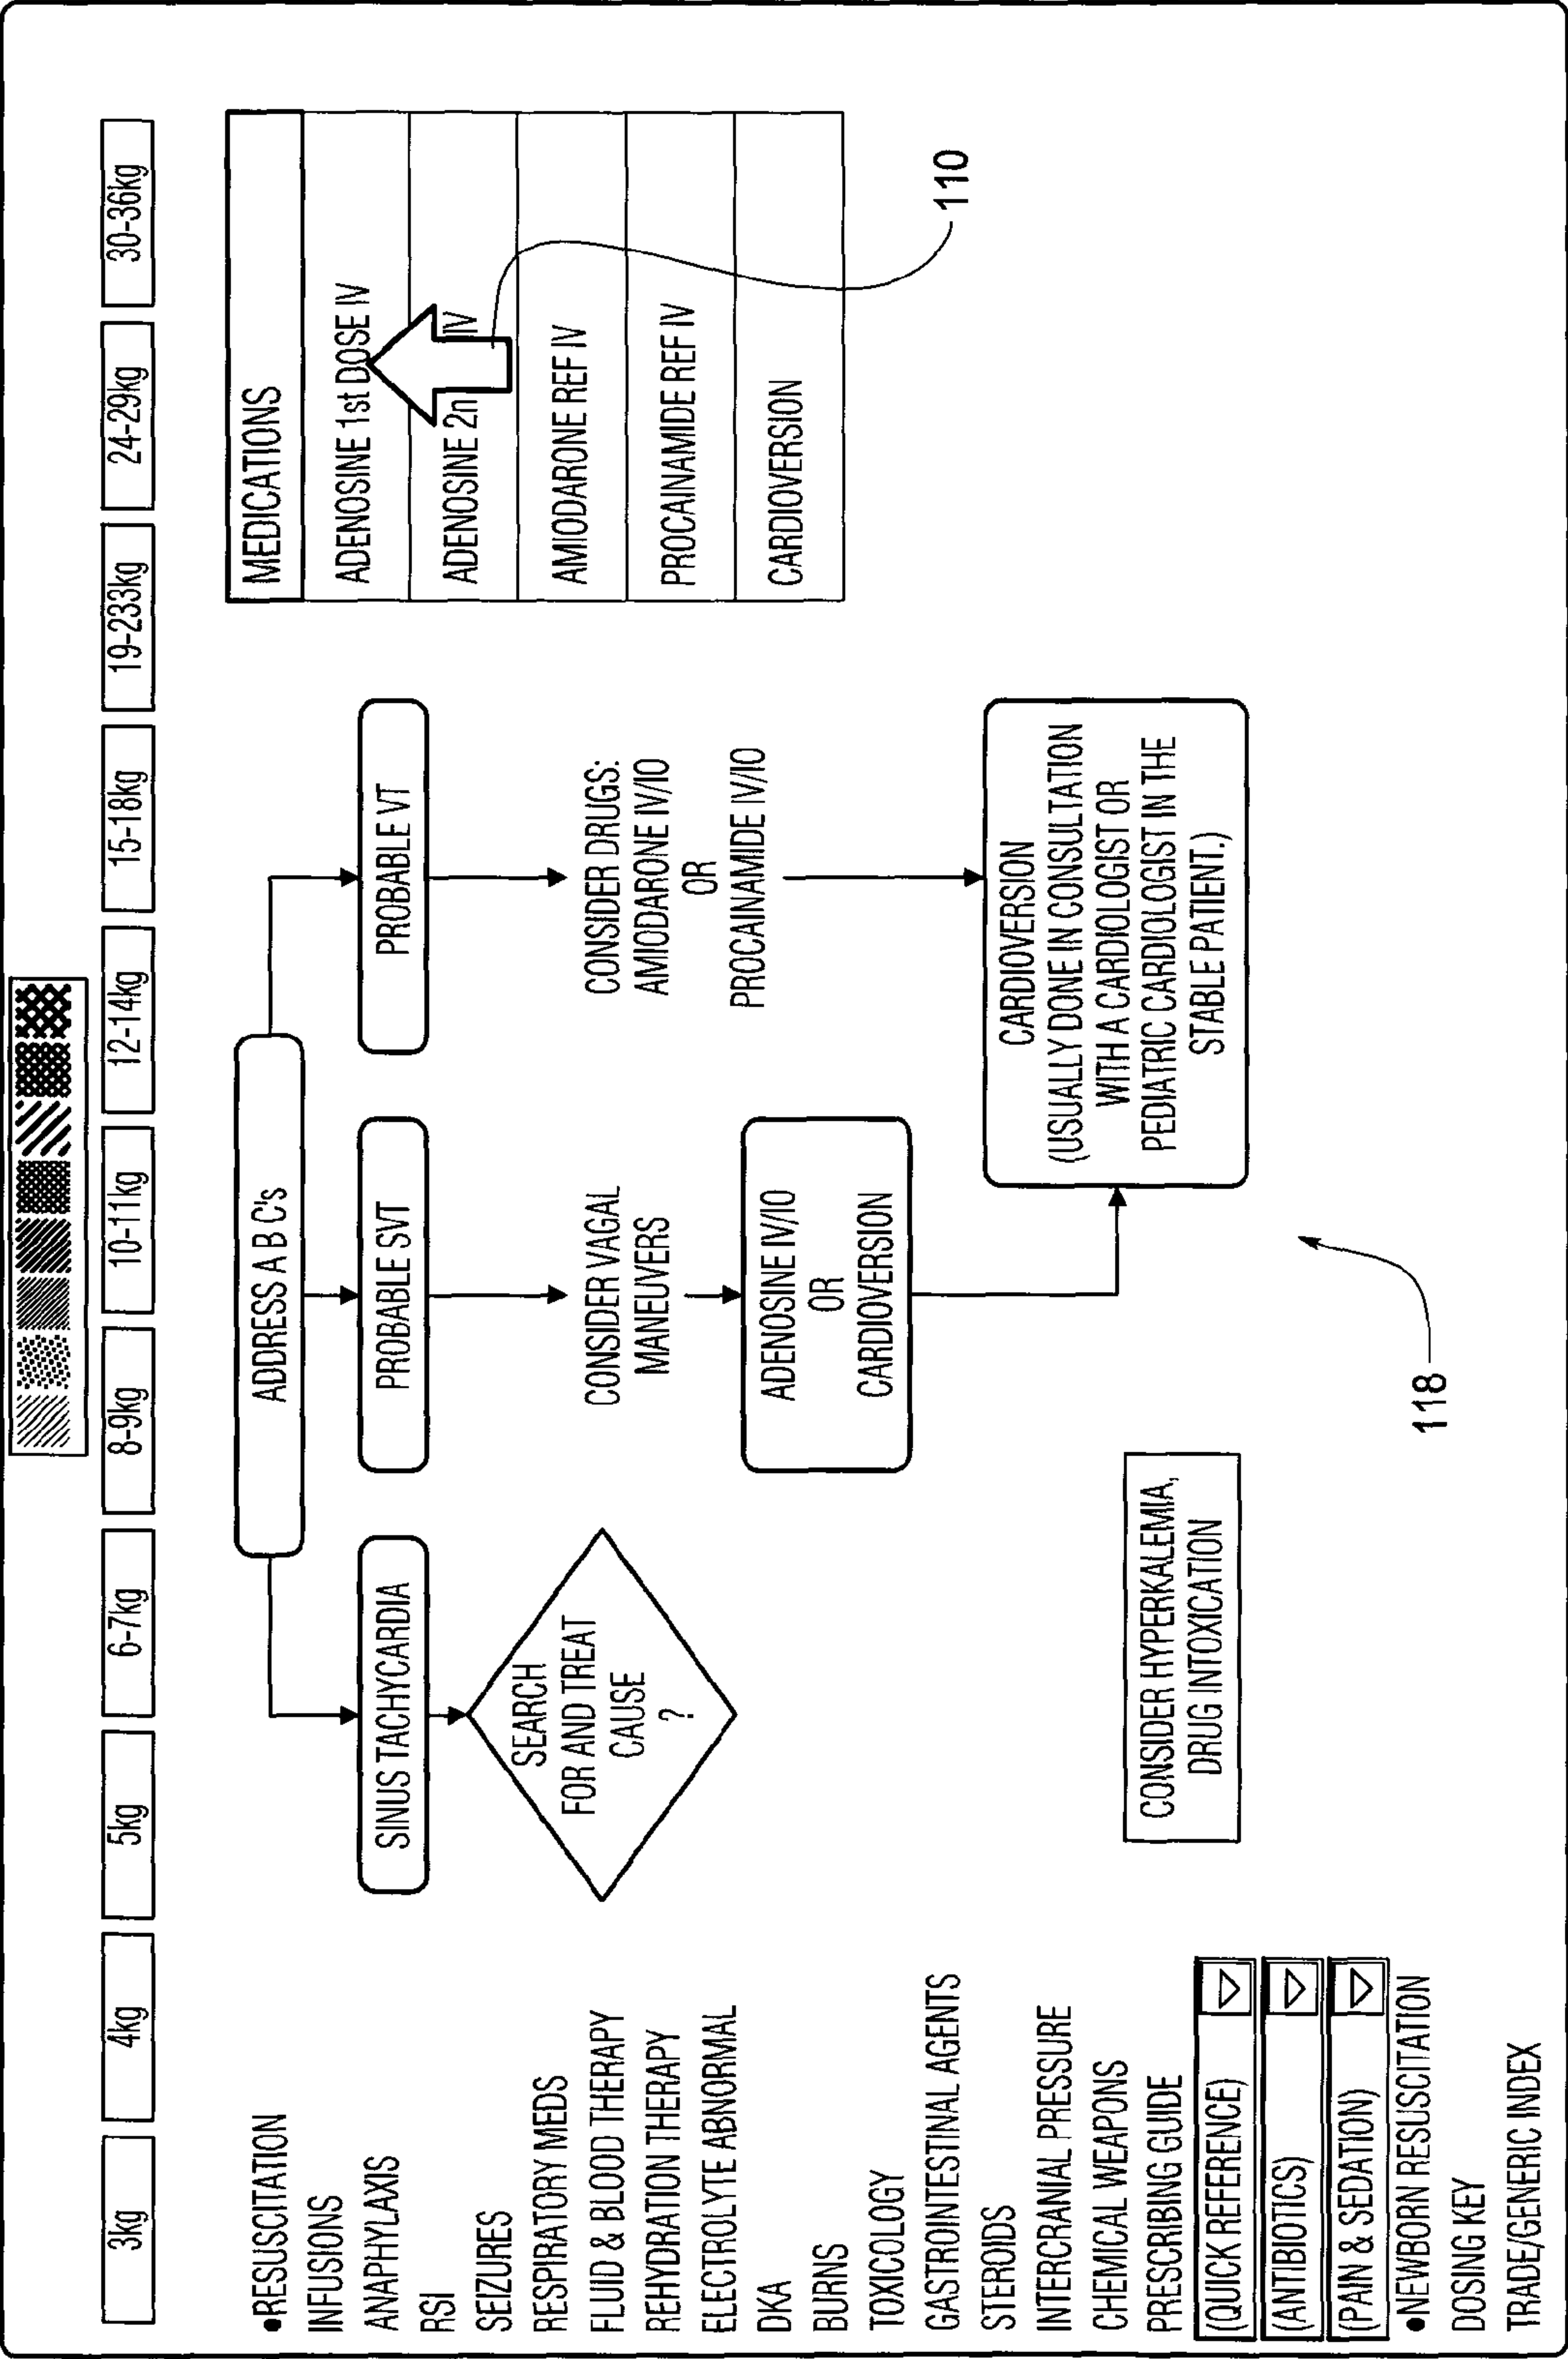 3kg
4kg
5kg
6-7kg
8-9kg
10-11kg
12-14kg
15-18kg
19-233kg
24-29kg
30-36kg
•RESUSCITATION
INFUSIONS
ANAPHYLAXIS
RSI
SEIZURES
RESPIRATORY MEDS
FLUID & BLOOD THERAPY
REHYDRATION THERAPY
ELECTROLYTE ABNORMAL
DKA
BURNS
TOXICOLOGY
GASTROINTESTINAL AGENTS
STEROIDS
INTERCRANIAL PRESSURE
CHEMICAL WEAPONS
PRESCRIBING GUIDE
(QUICK REFERENCE)
(ANTIBIOTICS)
(PAIN & SEDATION)
•NEWBORN RESUSCITATION
DOSING KEY
TRADE/GENERIC INDEX
ADDRESS A B C's
SINUS TACHYCARDIA
SEARCH
FOR AND TREAT
CAUSE
?
PROBABLE SVT
CONSIDER VAGAL
MANEUVERS
ADENOSINE IV/IO
OR
CARDIOVERSION
PROBABLE VT
CONSIDER DRUGS:
AMIODARONE IV/IO
OR
PROCAINAMIDE IV/IO
CARDIOVERSION
(USUALLY DONE IN CONSULTATION
WITH A CARDIOLOGIST OR
PEDIATRIC CARDIOLOGIST IN THE
STABLE PATIENT.)
CONSIDER HYPERKALEMIA,
DRUG INTOXICATION
MEDICATIONS
ADENOSINE 1st DOSE IV
ADENOSINE 2n IV
AMIODARONE REF IV
PROCAINAMIDE REF IV
CARDIOVERSION
110
118